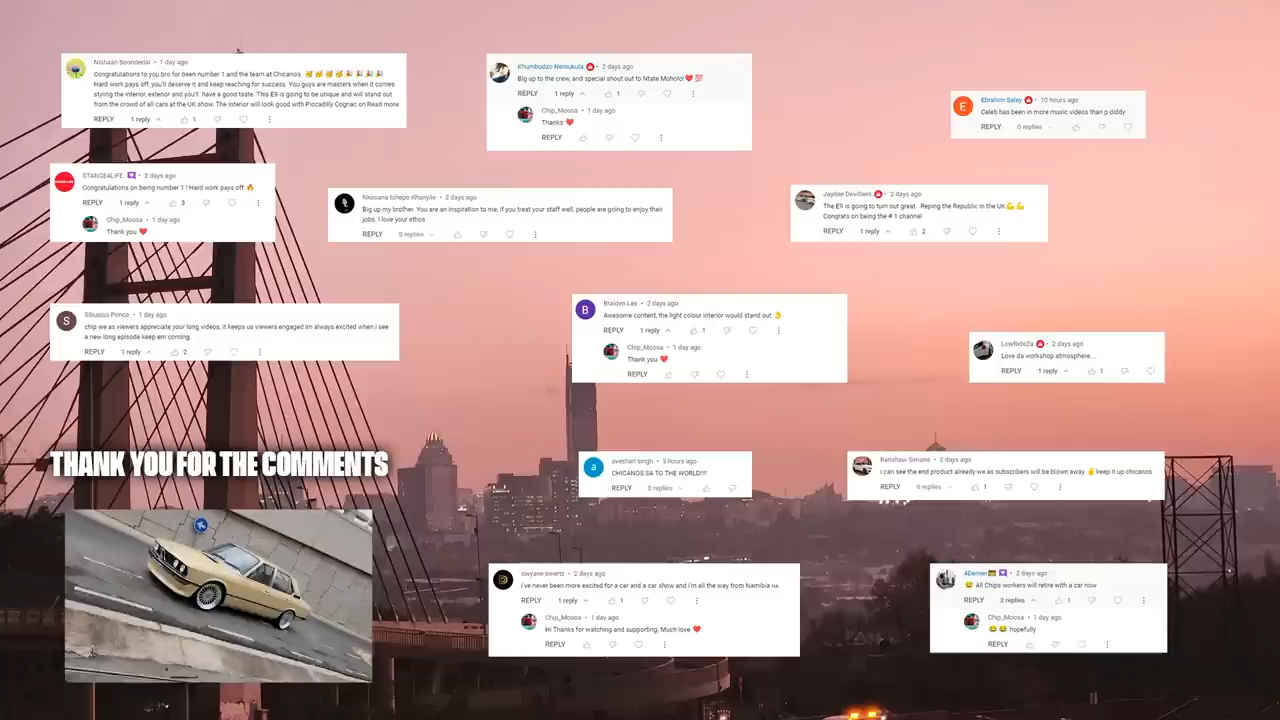 Nishaan Soonderlal • 1 day ago
Congratulations to you bro for been number 1 and the team at Chicano's 🥳🥳🥳🥳🎉🎉🎉🎉
Hard work pays off, you'll deserve it and keep reaching for success. You guys are masters when it comes
stying the interior, exterior and you'll have a good taste. This E9 is going to be unique and will stand out
from the crowd of all cars at the UK show. The interior will look good with Piccadilly Cognac on Read more
REPLY 1 reply 1
STANCE4LIFE. • 2 days ago
Congratulations on being number 1 ! Hard work pays off 🔥
REPLY 1 reply 3
Chip_Moosa • 1 day ago
Thank you ❤️
Khumbudzo Nemukula • 2 days ago
Big up to the crew, and special shout out to Ntate Moholo!❤️💯
REPLY 1 reply 1
Chip_Moosa • 1 day ago
Thanks ❤️
REPLY
Ebrahim Saley • 10 hours ago
Celeb has been in more music videos than p diddy
REPLY 0 replies
Nkosana tshepo Khanyile • 2 days ago
Big up my brother. You are an inspiration to me, if you treat your staff well, people are going to enjoy their
jobs. I love your ethos
REPLY 0 replies
Jaydee Devilliers • 2 days ago
The E9 is going to turn out great. Reping the Republic in the UK💪💪
Congrats on being the # 1 channel
REPLY 1 reply 2
Sibusiso Prince • 1 day ago
chip we as viewers appreciate your long videos, it keeps us viewers engaged im always excited when i see
a new long episode keep em coming.
REPLY 1 reply 2
Braiden Lee • 2 days ago
Awesome content, the light colour interior would stand out 👌
REPLY 1 reply 1
Chip_Moosa • 1 day ago
Thank you ❤️
REPLY
LowRideZa • 2 days ago
Love da workshop atmosphere...
REPLY 1 reply 1
THANK YOU FOR THE COMMENTS
aveshan singh • 3 hours ago
CHICANOS SA TO THE WORLD!!!!
REPLY 0 replies
Ranshaw Simons • 2 days ago
I can see the end product already we as subscribers will be blown away ✌ keep it up chicanos
REPLY 0 replies 1
dwyane swartz • 2 days ago
I've never been more excited for a car and a car show and i'm all the way from Namibia 🇳🇦
REPLY 1 reply 1
Chip_Moosa • 1 day ago
Hi Thanks for watching and supporting. Much love ❤️
REPLY
4Demer • 2 days ago
😅 All Chips workers will retire with a car now
REPLY 2 replies 1
Chip_Moosa • 1 day ago
😂😂 hopefully
REPLY